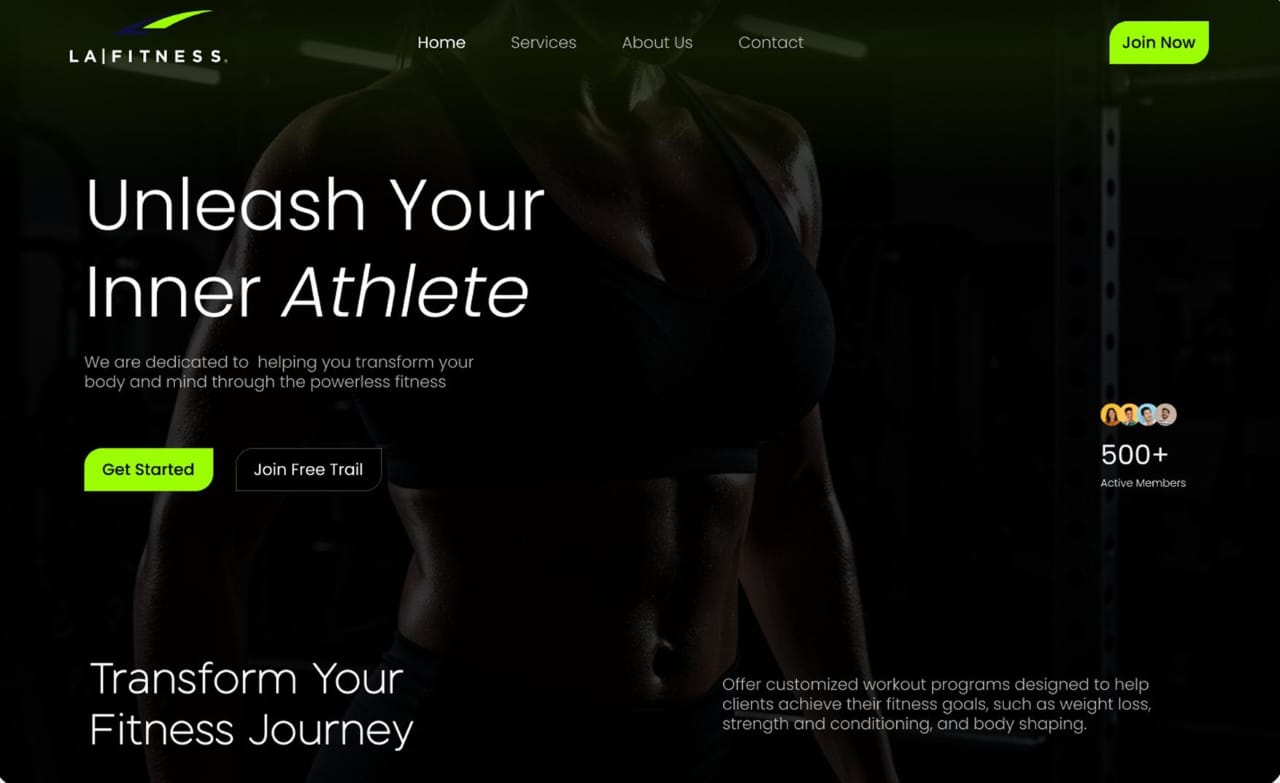 LA|FITNESS.
Home
Services
About Us
Contact
Join Now
Unleash Your
Inner Athlete
We are dedicated to  helping you transform your
body and mind through the powerless fitness
Get Started
Join Free Trail
500+
Active Members
Transform Your
Fitness Journey
Offer customized workout programs designed to help
clients achieve their fitness goals, such as weight loss,
strength and conditioning, and body shaping.